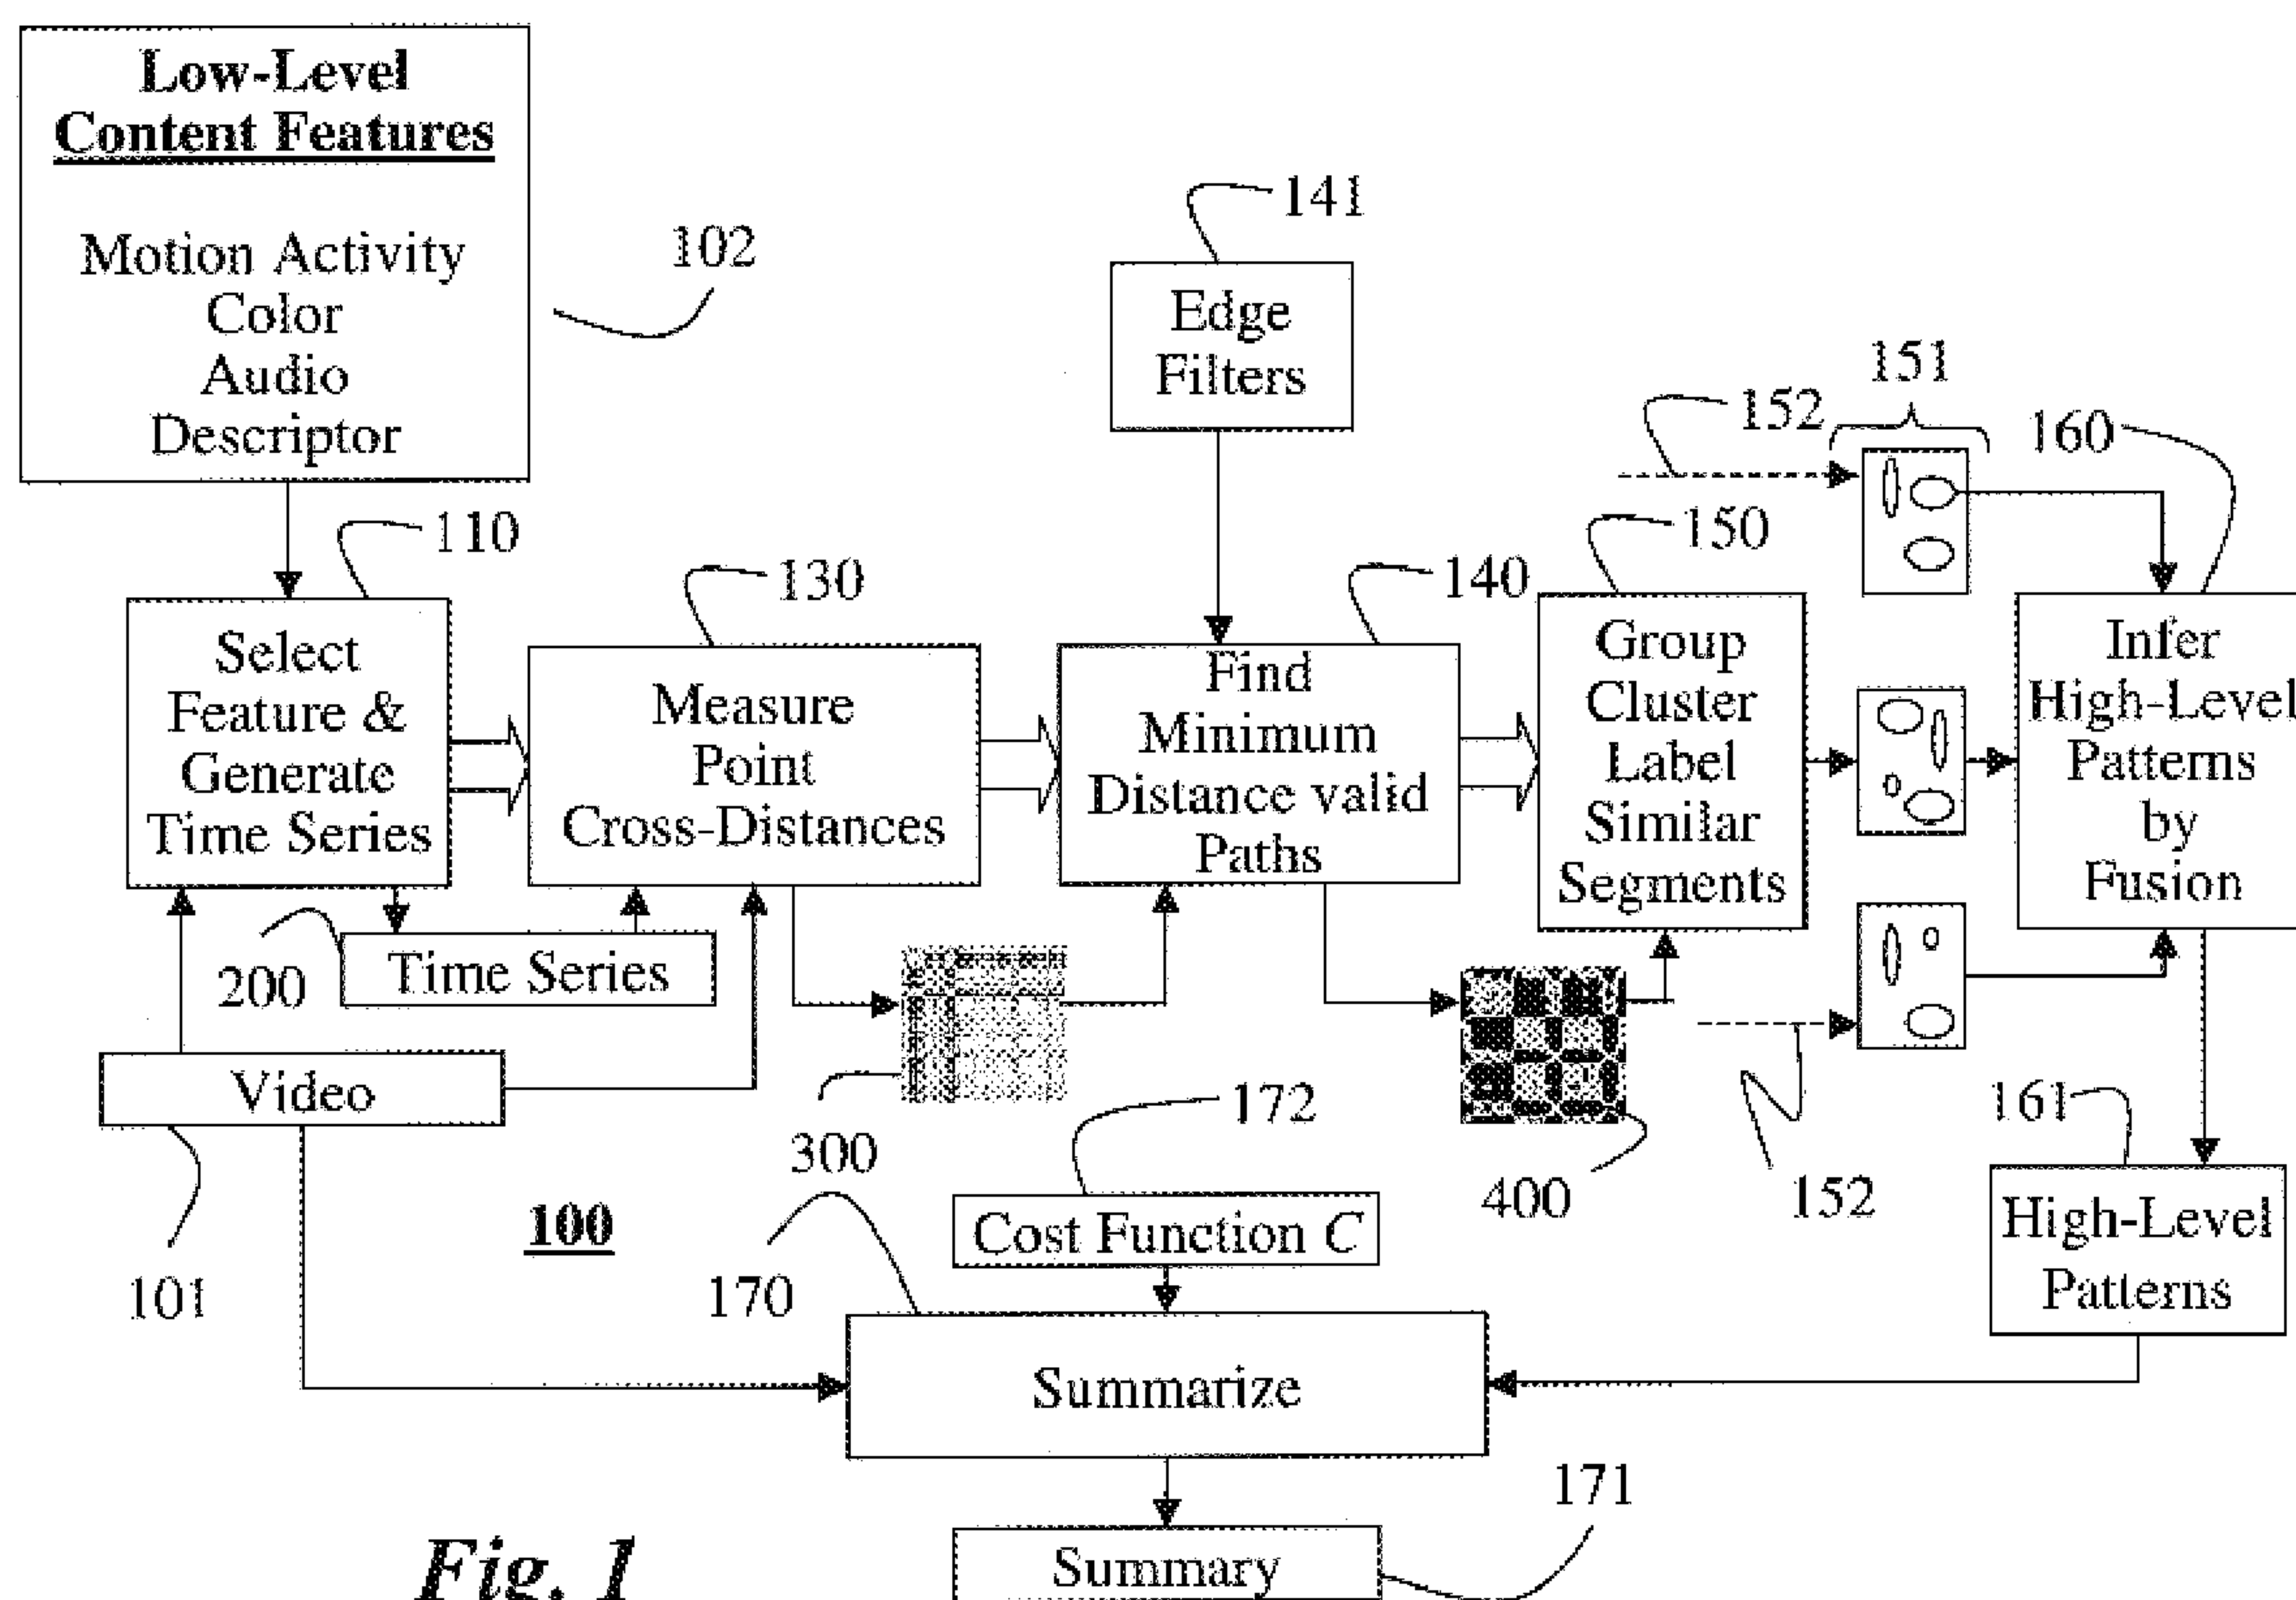 Low-Level
Content Features
Motion Activity
Color
Audio
Descriptor
102
141
Edge
Filters
151
152
160
110
130
140
150
Select
Feature &
Generate
Time Series
Measure
Point
Cross-Distances
Find
Minimum
Distance valid
Paths
Group
Cluster
Label
Similar
Segments
Infer
High-Level
Patterns
by
Fusion
200
Time Series
Video
101
300
172
400
152
161
100
170
Cost Function C
High-Level
Patterns
Summarize
171
Summary
Fig. 1